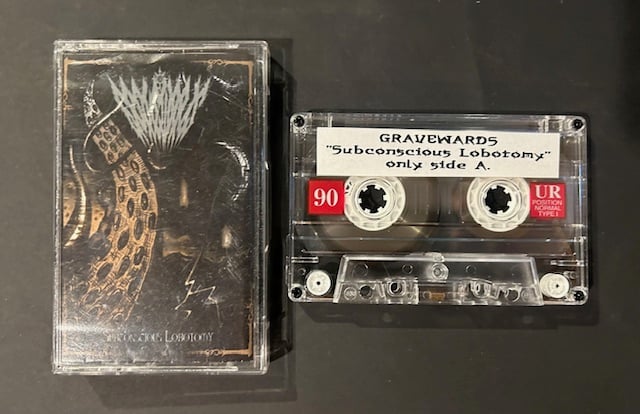 SUBCONSCIOUS LOBOTOMY
GRAVEWARDS
"Subconscious Lobotomy"
only side A.
90
UR
POSITION
NORMAL
TYPE I